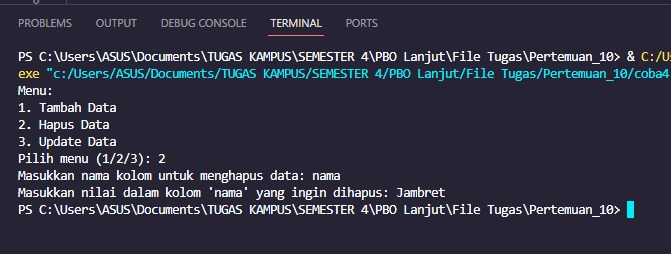 PROBLEMS OUTPUT DEBUG CONSOLE TERMINAL PORTS
PS C:\Users\ASUS\Documents\TUGAS KAMPUS\SEMESTER 4\PBO Lanjut\File Tugas\Pertemuan_10> & C:/Us
exe "c:/Users/ASUS/Documents/TUGAS KAMPUS/SEMESTER 4/PBO Lanjut/File Tugas/Pertemuan_10/coba4
Menu:
1. Tambah Data
2. Hapus Data
3. Update Data
Pilih menu (1/2/3): 2
Masukkan nama kolom untuk menghapus data: nama
Masukkan nilai dalam kolom 'nama' yang ingin dihapus: Jambret
PS C:\Users\ASUS\Documents\TUGAS KAMPUS\SEMESTER 4\PBO Lanjut\File Tugas\Pertemuan_10>